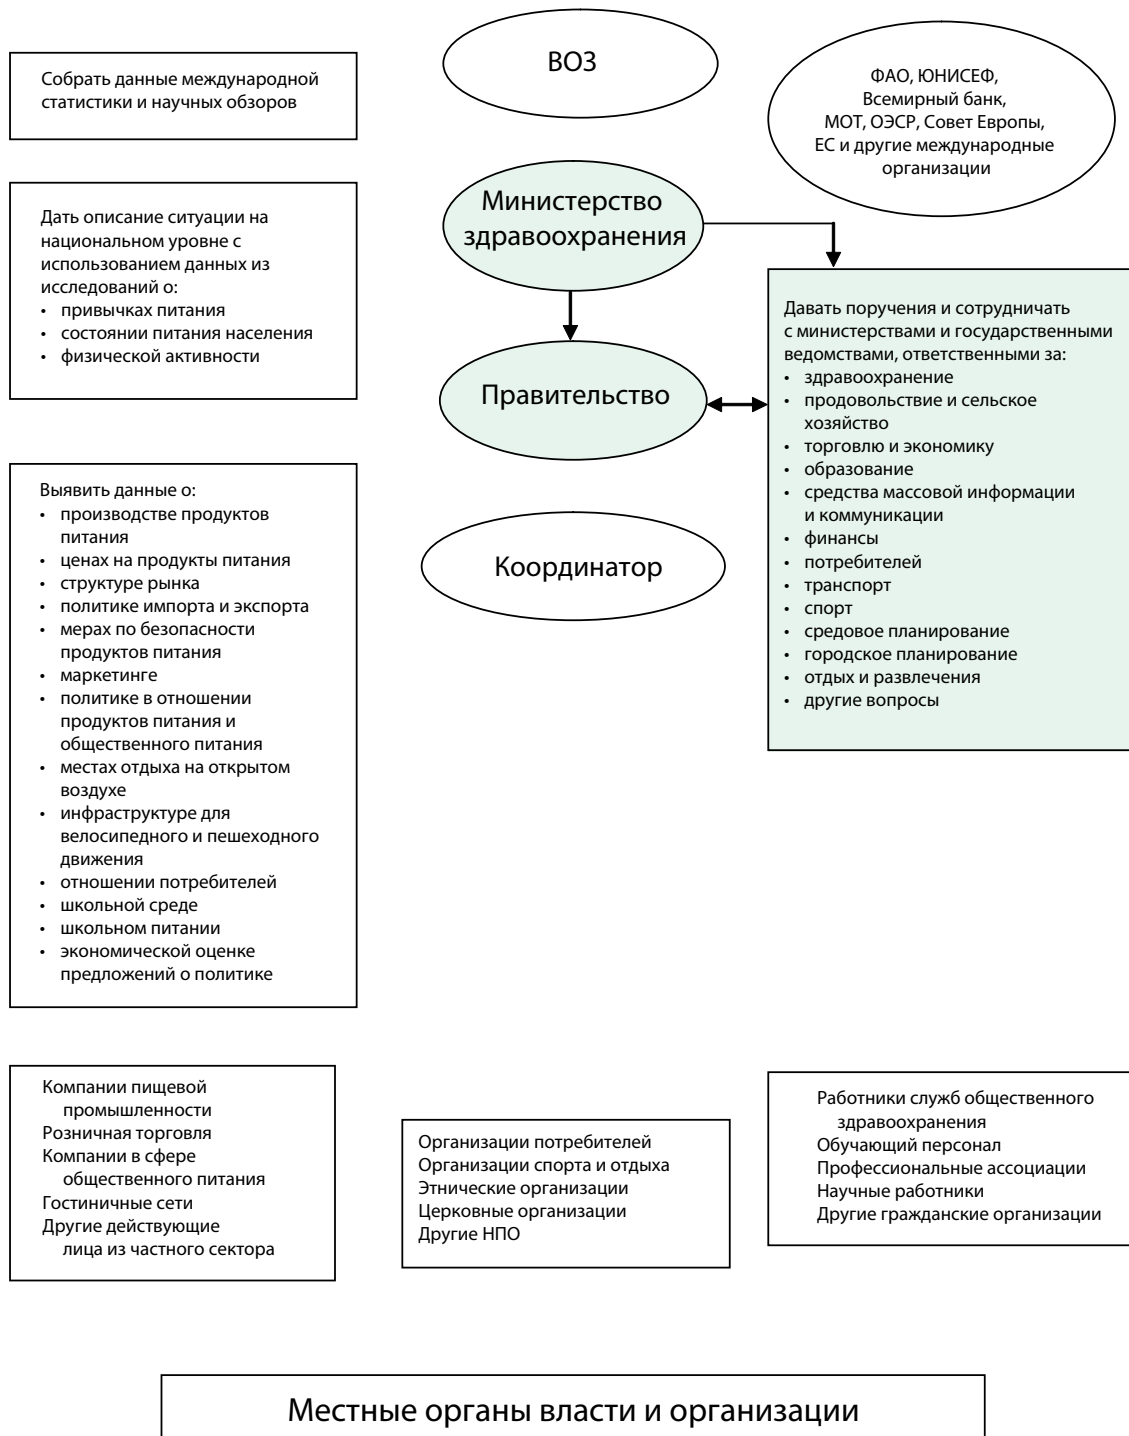 ВОЗ
Собрать данные международной
статистики и научных обзоров
ФАО, ЮНИСЕФ,
Всемирный банк,
МОТ, ОЭСР, Совет Европы,
ЕС и другие международные
организации
Министерство
здравоохранения
Дать описание ситуации на
национальном уровне с
использованием данных из
исследований о:
• привычках питания
• состоянии питания населения
• физической активности
Правительство
Давать поручения и сотрудничать
с министерствами и государственными
ведомствами, ответственными за:
• здравоохранение
• продовольствие и сельское
хозяйство
• торговлю и экономику
• образование
• средства массовой информации
и коммуникации
• финансы
• потребителей
• транспорт
• спорт
• средовое планирование
• городское планирование
• отдых и развлечения
• другие вопросы
Выявить данные о:
• производстве продуктов
питания
• ценах на продукты питания
• структуре рынка
• политике импорта и экспорта
• мерах по безопасности
продуктов питания
• маркетинге
• политике в отношении
продуктов питания и
общественного питания
• местах отдыха на открытом
воздухе
• инфраструктуре для
велосипедного и пешеходного
движения
• отношении потребителей
• школьной среде
• школьном питании
• экономической оценке
предложений о политике
Координатор
Компании пищевой
промышленности
Розничная торговля
Компании в сфере
общественного питания
Гостиничные сети
Другие действующие
лица из частного сектора
Организации потребителей
Организации спорта и отдыха
Этнические организации
Церковные организации
Другие НПО
Работники служб общественного
здравоохранения
Обучающий персонал
Профессиональные ассоциации
Научные работники
Другие гражданские организации
Местные органы власти и организации